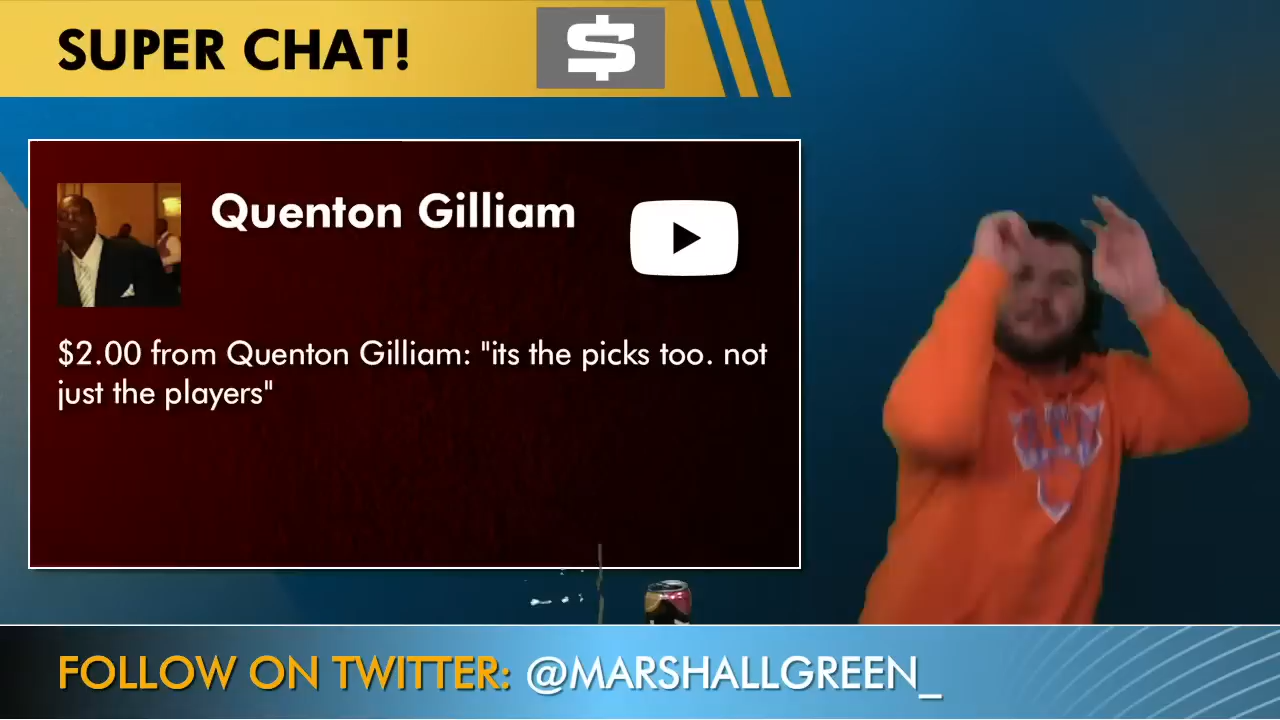 SUPER CHAT!
$
Quenton Gilliam
$2.00 from Quenton Gilliam: "its the picks too. not
just the players"
FOLLOW ON TWITTER: @MARSHALLGREEN_